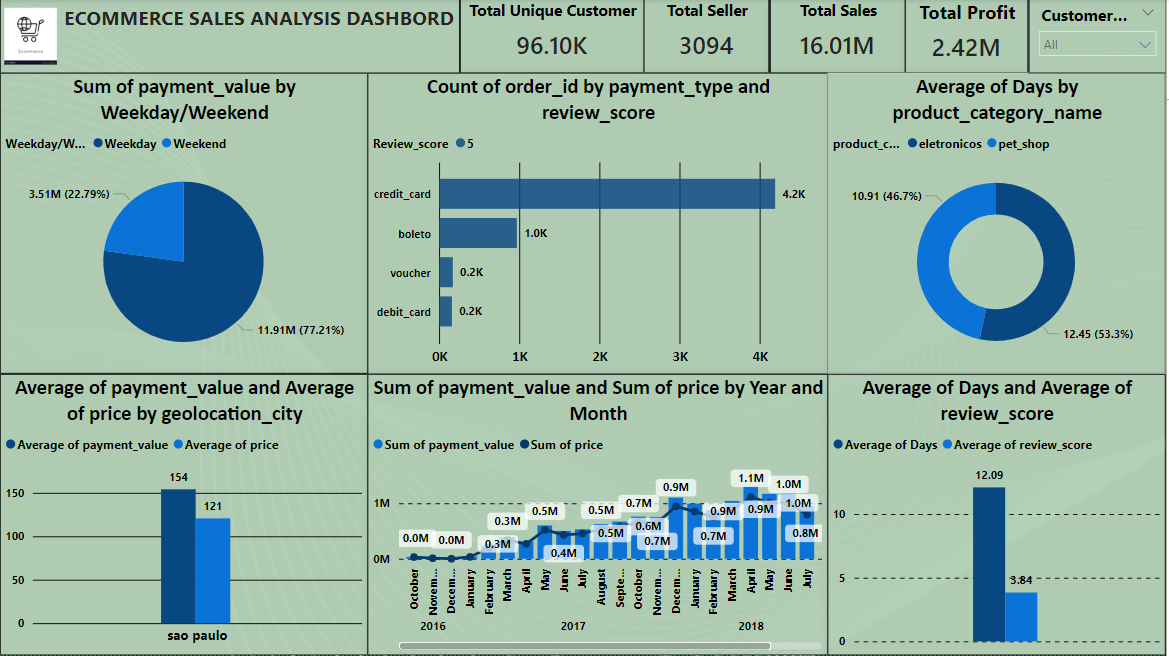 Ecommerce
ECOMMERCE SALES ANALYSIS DASHBORD
Total Unique Customer
96.10K
Total Seller
3094
Total Sales
16.01M
Total Profit
2.42M
Customer...
All
Sum of payment_value by
Weekday/Weekend
Weekday/W... Weekday Weekend
3.51M (22.79%)
11.91M (77.21%)
Count of order_id by payment_type and
review_score
Review_score 5
credit_card 4.2K
boleto 1.0K
voucher 0.2K
debit_card 0.2K
0K 1K 2K 3K 4K
Average of Days by
product_category_name
product_c... eletronicos pet_shop
10.91 (46.7%)
12.45 (53.3%)
Average of payment_value and Average
of price by geolocation_city
Average of payment_value Average of price
154
150
121
100
50
0
sao paulo
Sum of payment_value and Sum of price by Year and
Month
Sum of payment_value Sum of price
1.1M
1.0M
0.9M
1M 0.7M 1.0M
0.5M 0.5M 0.9M 0.9M
0.3M 0.6M
0.0M 0.0M 0.5M 0.7M 0.8M
0.3M 0.7M
0.4M
0M
October Novem... Decem... January February March April May June July August Septe... October Novem... Decem... January February March April May June July
2016 2017 2018
Average of Days and Average of
review_score
Average of Days Average of review_score
12.09
10
5
3.84
0